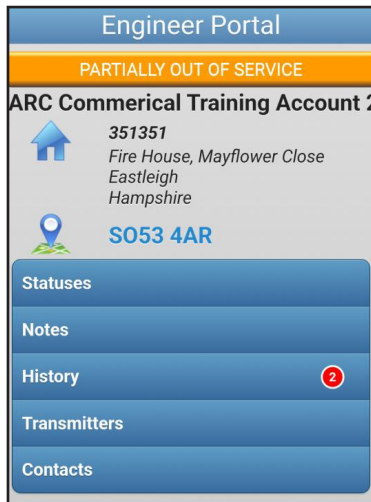 Engineer Portal
PARTIALLY OUT OF SERVICE
ARC Commerical Training Account 2
351351
Fire House, Mayflower Close
Eastleigh
Hampshire
SO53 4AR
Statuses
Notes
History 2
Transmitters
Contacts